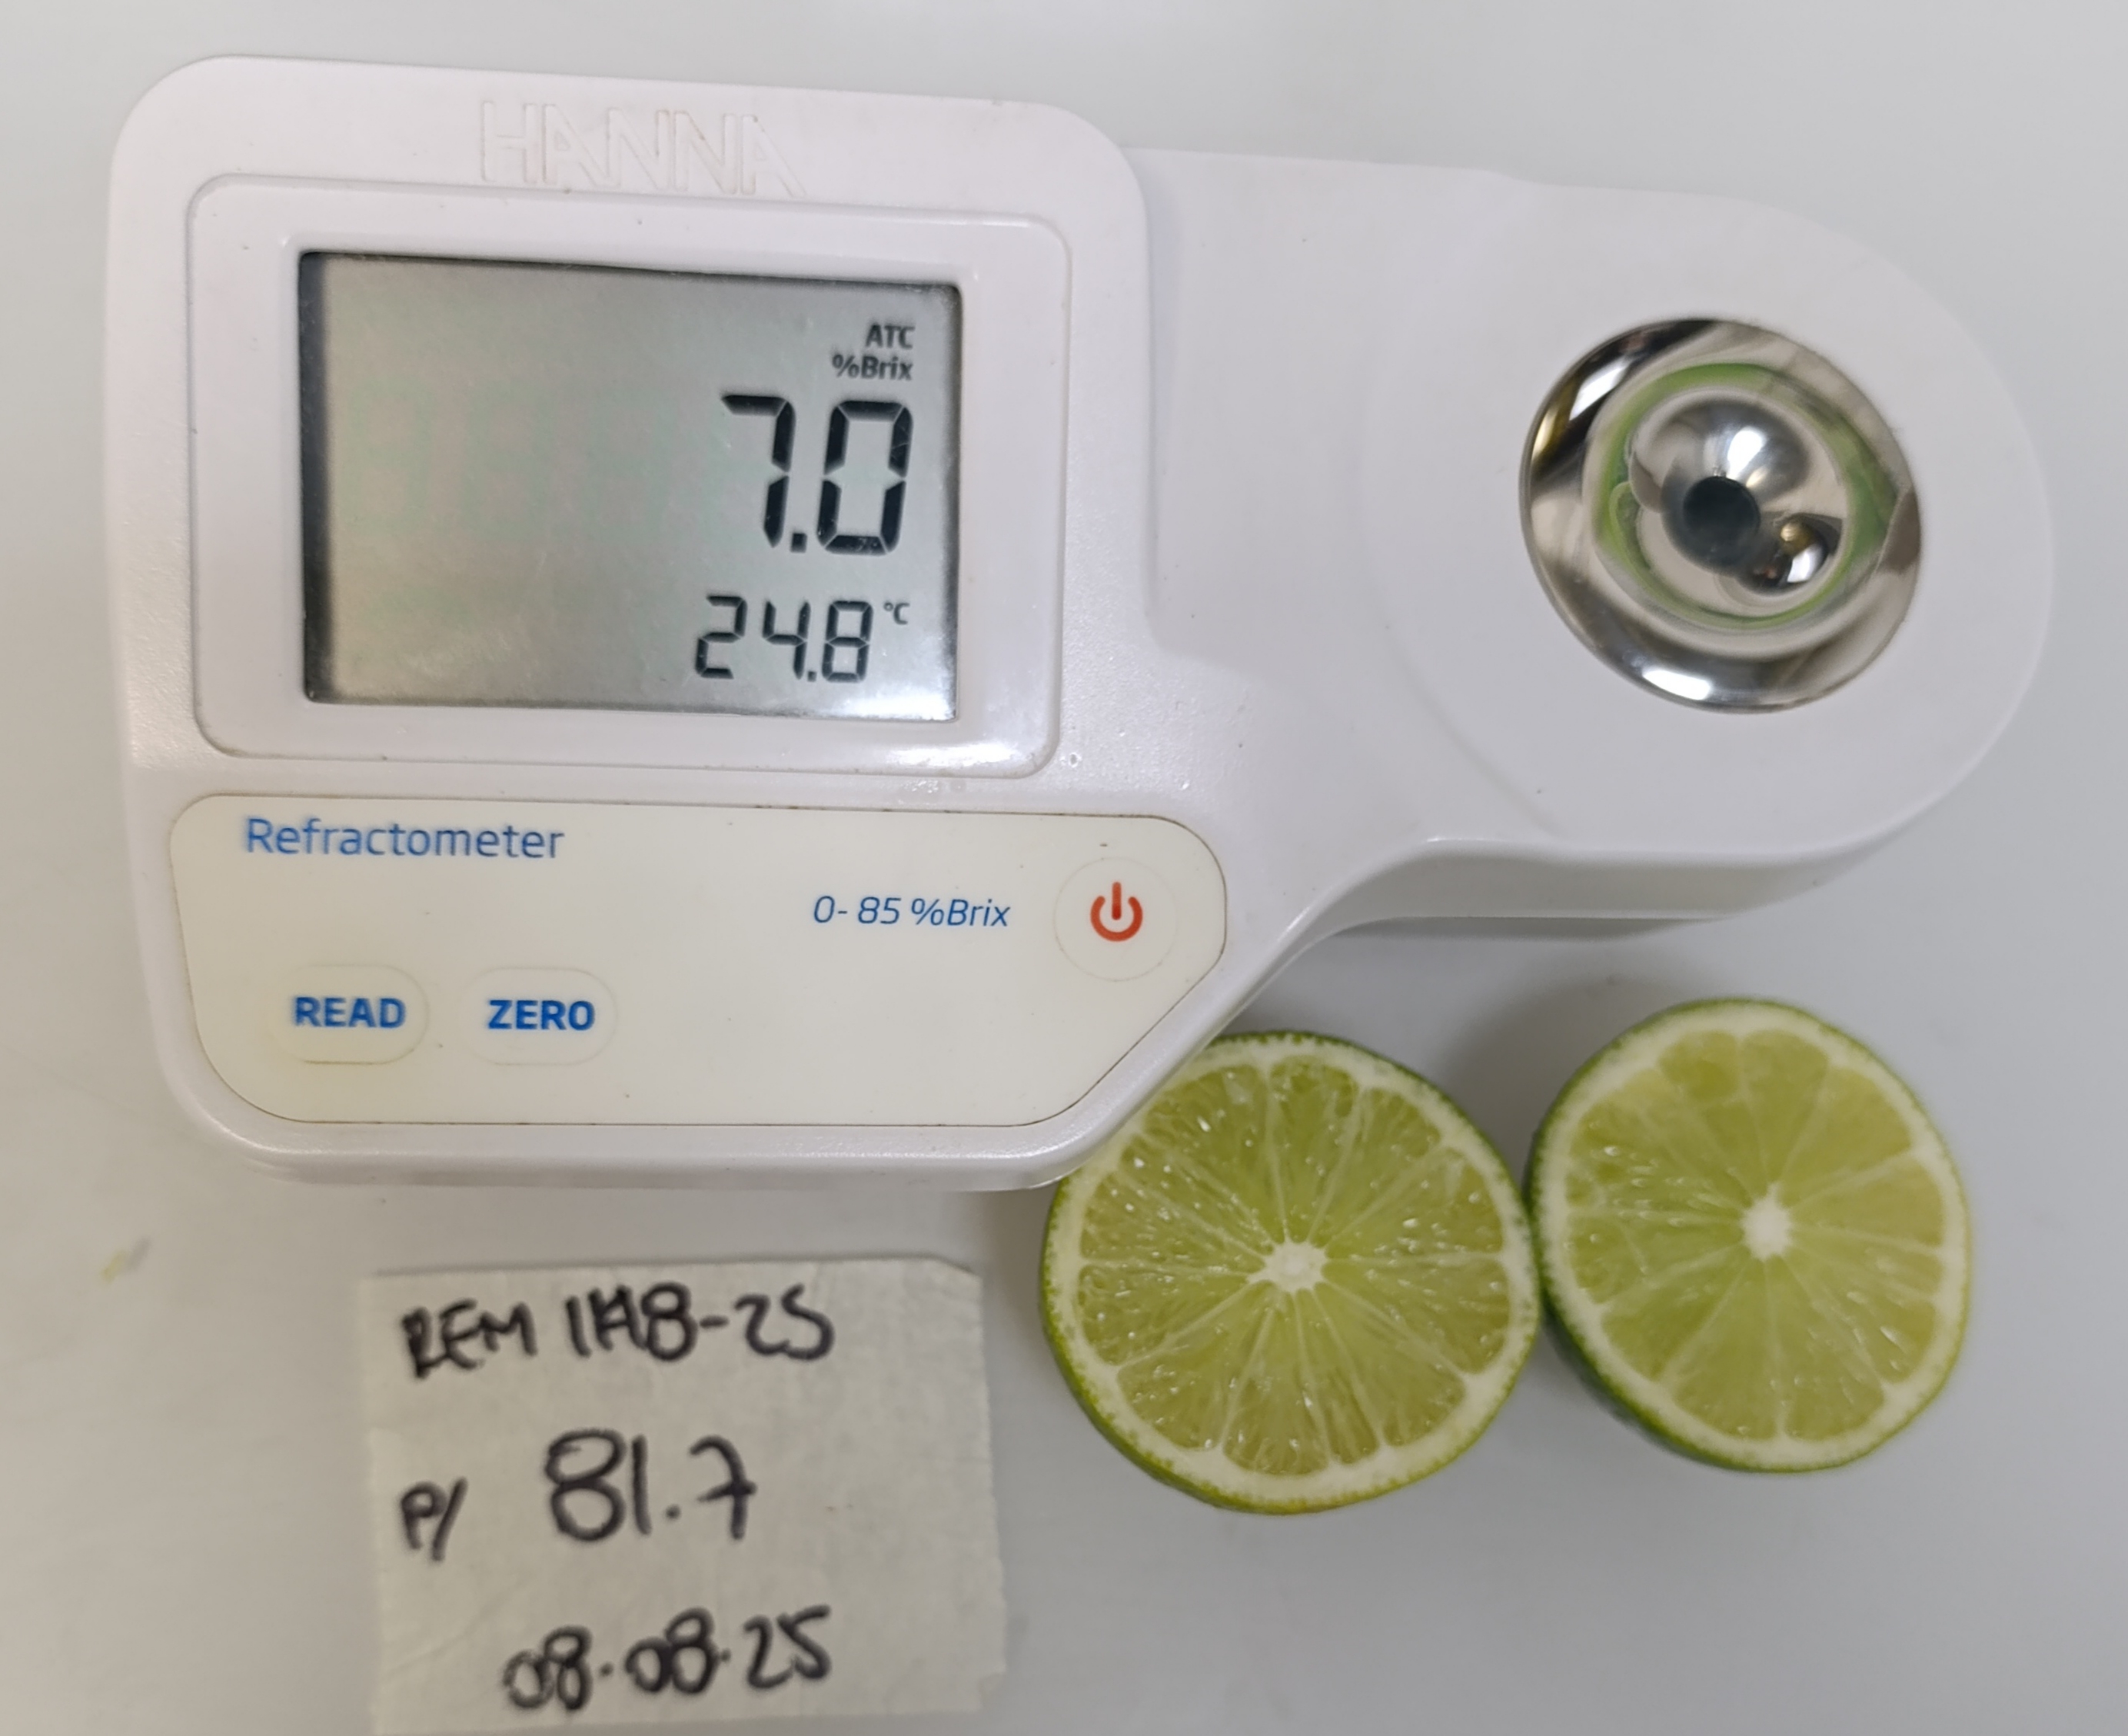 HANNA
ATC
%Brix
7.0
24.8 °C
Refractometer
0-85 %Brix
READ ZERO
REM 1148-25
P/ 81.7
08.08.25